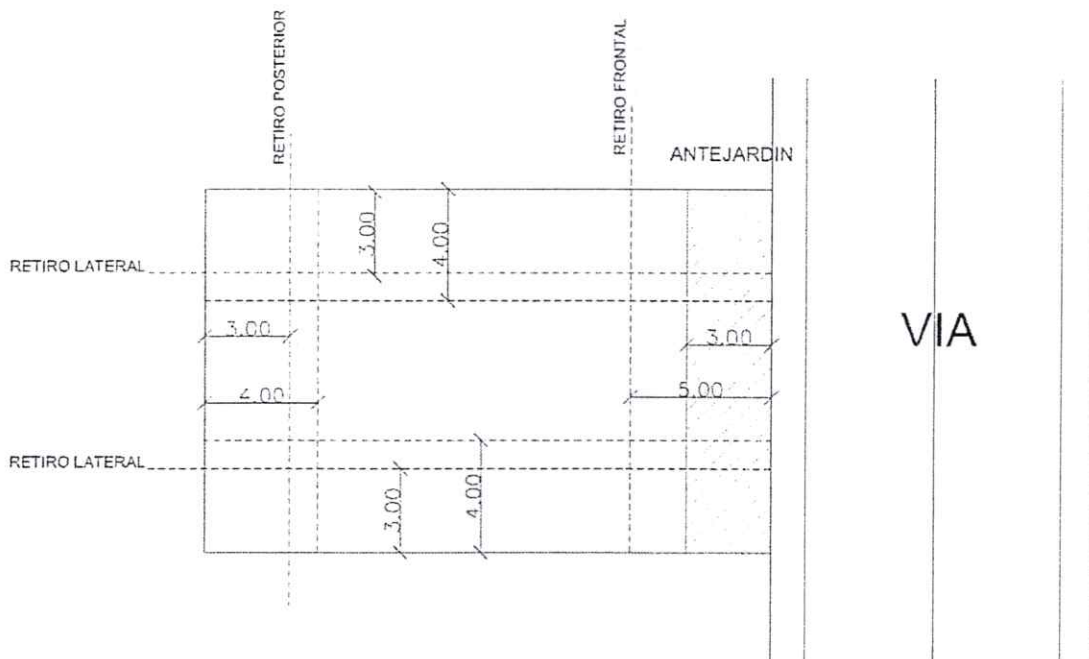 RETIRO POSTERIOR
RETIRO FRONTAL
ANTEJARDIN
3.00
4.00
RETIRO LATERAL
3.00
3.00
VIA
4.00
5.00
RETIRO LATERAL
3.00
4.00